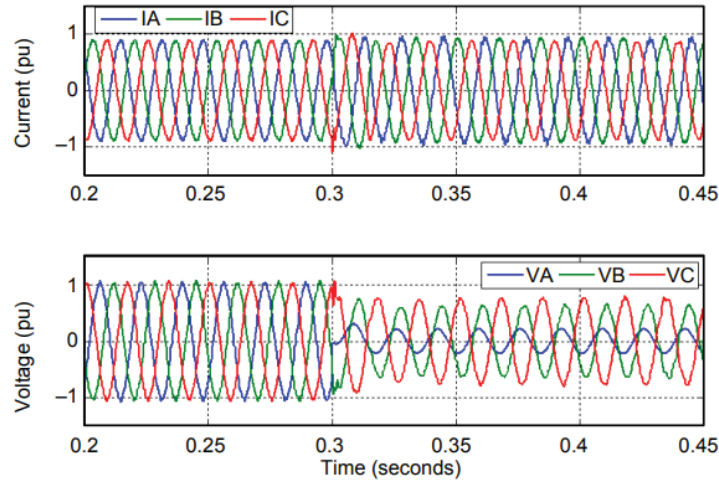 IA IB IC
Current (pu)
1
0
−1
0.2 0.25 0.3 0.35 0.4 0.45
VA VB VC
Voltage (pu)
1
0
−1
0.2 0.25 0.3 0.35 0.4 0.45
Time (seconds)